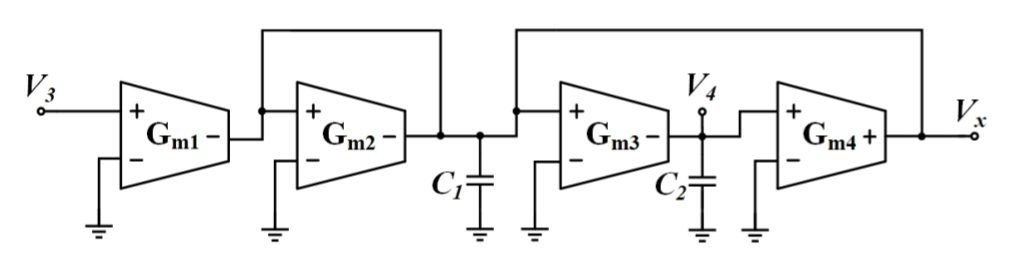 V3
+
Gm1 −
−
+
Gm2 −
−
C1
+
Gm3 −
−
V4
C2
+
Gm4 +
−
Vx